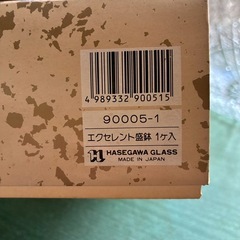 4 989332 900515
90005-1
エクセレント盛鉢 1ヶ入
HASEGAWA GLASS
MADE IN JAPAN